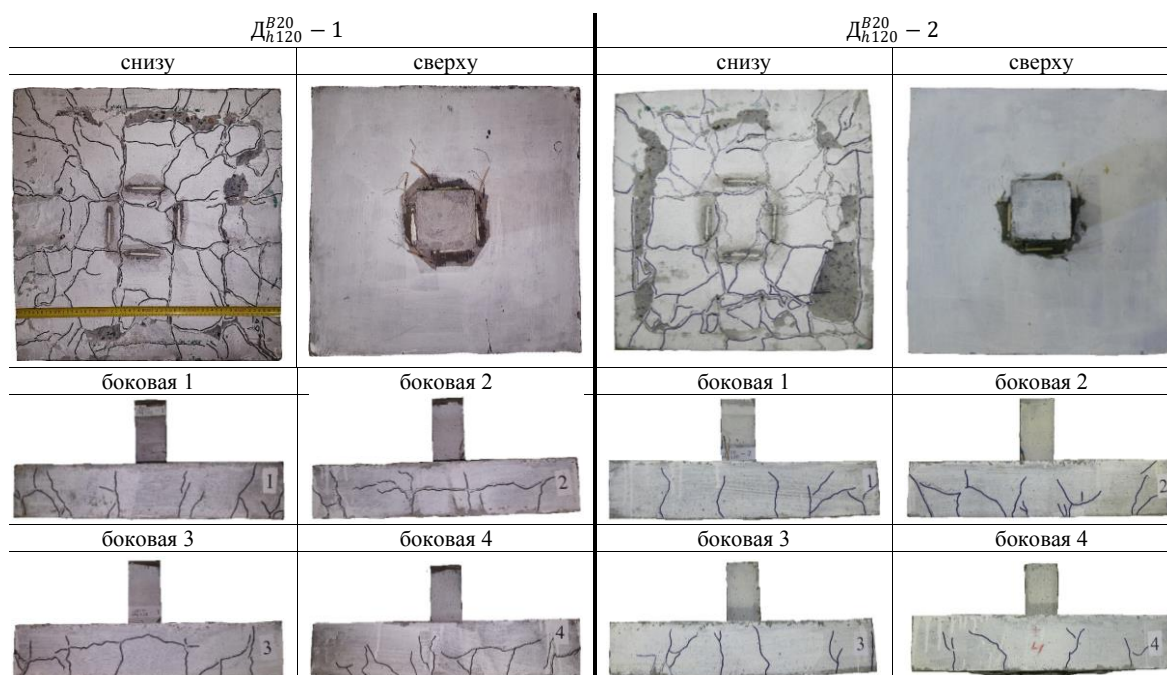 Д^{B20}_{h120} − 1
Д^{B20}_{h120} − 2
снизу сверху снизу сверху
боковая 1 боковая 2 боковая 1 боковая 2
1 2 1 2
боковая 3 боковая 4 боковая 3 боковая 4
3 4 3 4 4